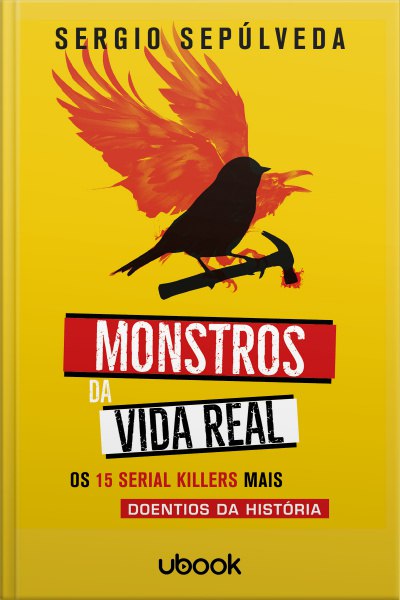 SERGIO SEPÚLVEDA
MONSTROS
DA
VIDA REAL
OS 15 SERIAL KILLERS MAIS
DOENTIOS DA HISTÓRIA
ubook